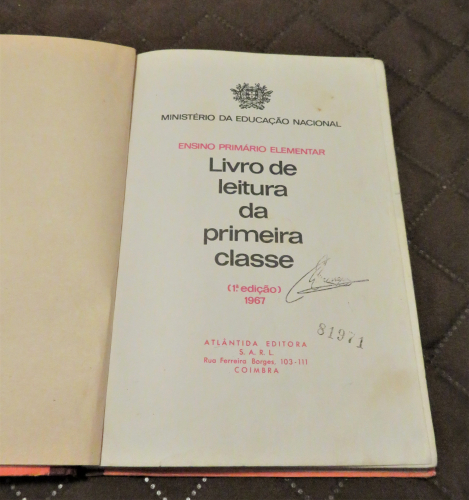 MINISTÉRIO DA EDUCAÇÃO NACIONAL
ENSINO PRIMÁRIO ELEMENTAR
Livro de
leitura
da
primeira
classe
(1.ª edição)
1967
81971
ATLÂNTIDA EDITORA
S. A. R. L.
Rua Ferreira Borges, 103-111
COIMBRA